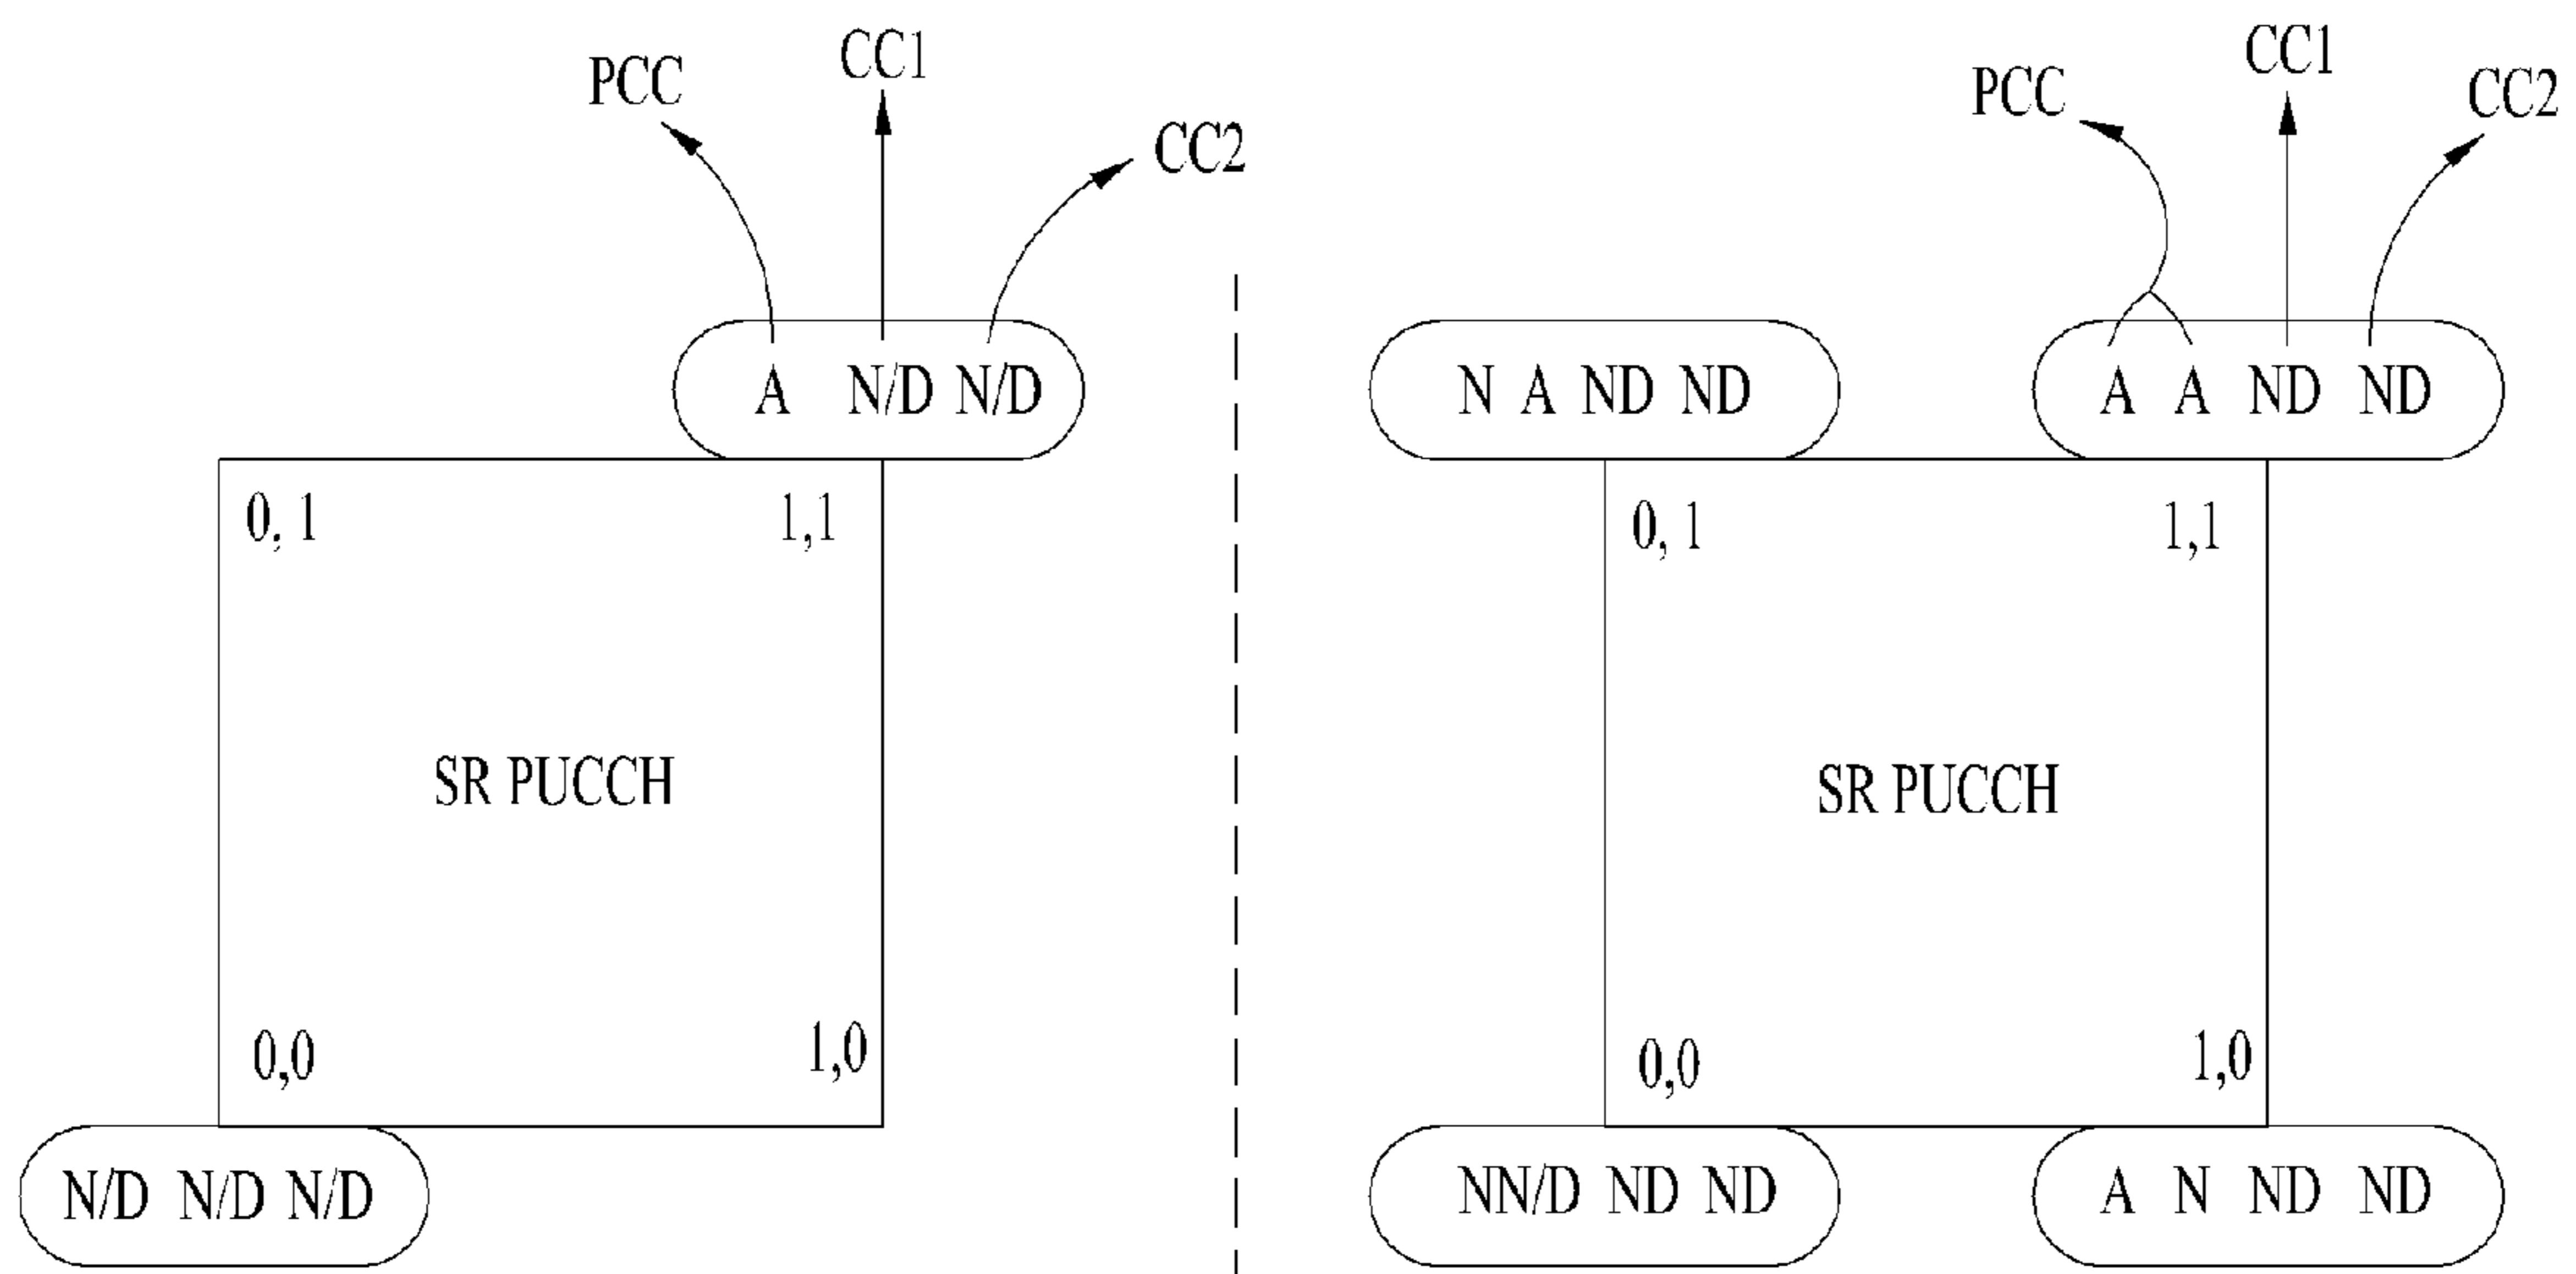 PCC
CC1
CC2
A N/D N/D
0, 1
1,1
SR PUCCH
0,0
1,0
N/D N/D N/D
PCC
CC1
CC2
N A ND ND
A A ND ND
0, 1
1,1
SR PUCCH
0,0
1,0
NN/D ND ND
A N ND ND